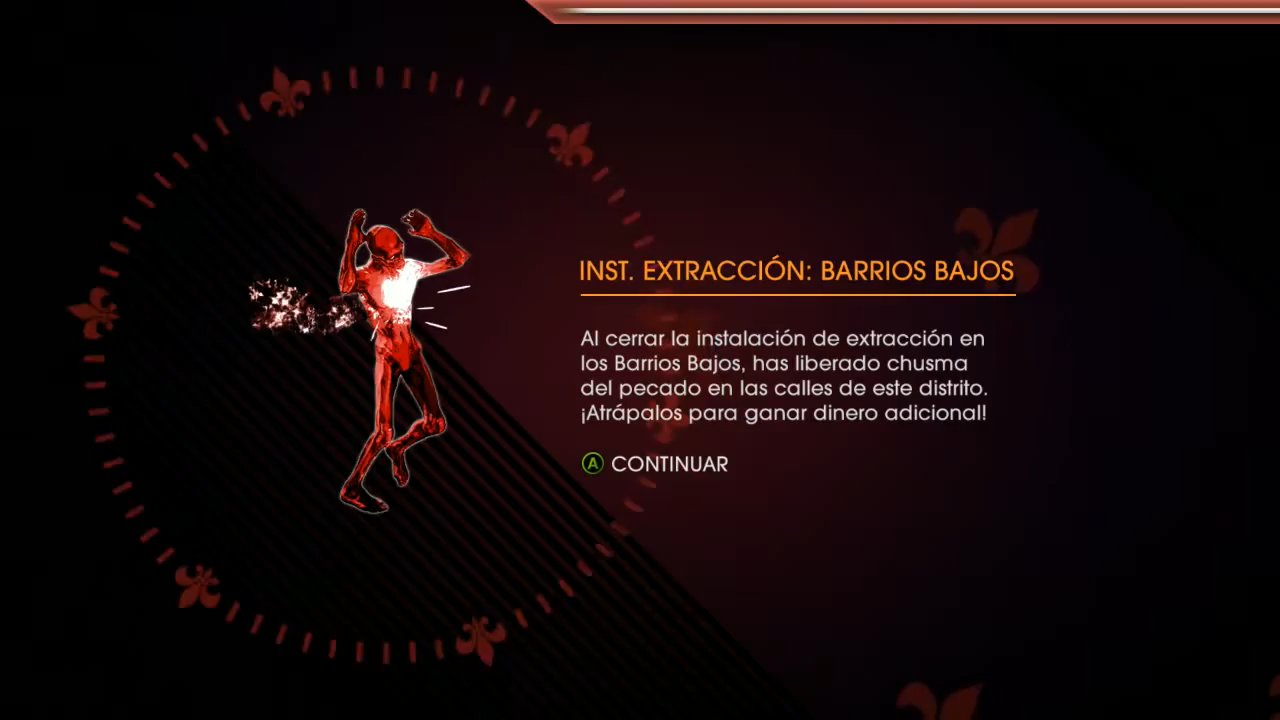 INST. EXTRACCIÓN: BARRIOS BAJOS
Al cerrar la instalación de extracción en
los Barrios Bajos, has liberado chusma
del pecado en las calles de este distrito.
¡Atrápalos para ganar dinero adicional!
A CONTINUAR